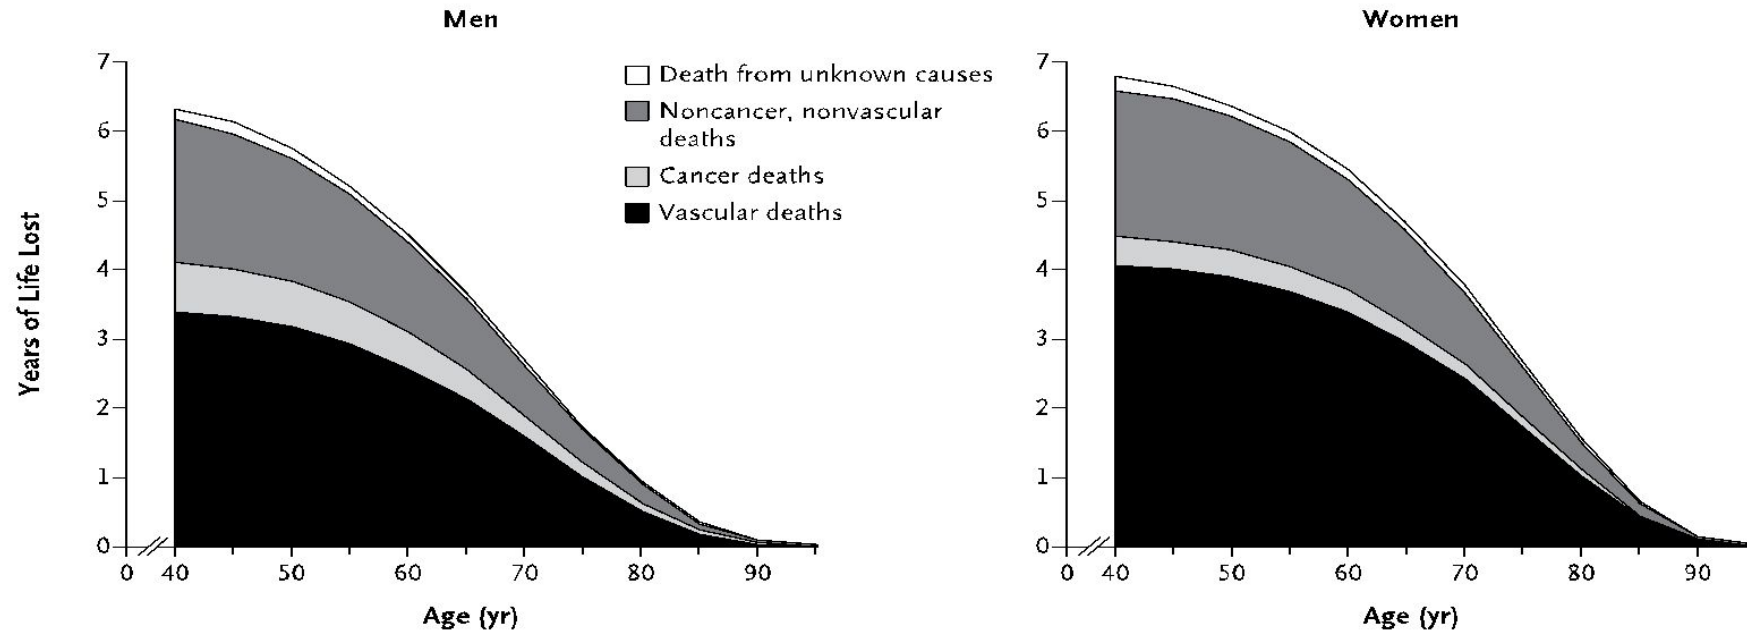 Men
Women
7
6
5
4
3
2
1
0
Years of Life Lost
0 40 50 60 70 80 90
Age (yr)
Death from unknown causes
Noncancer, nonvascular
deaths
Cancer deaths
Vascular deaths
7
6
5
4
3
2
1
0
0 40 50 60 70 80 90
Age (yr)